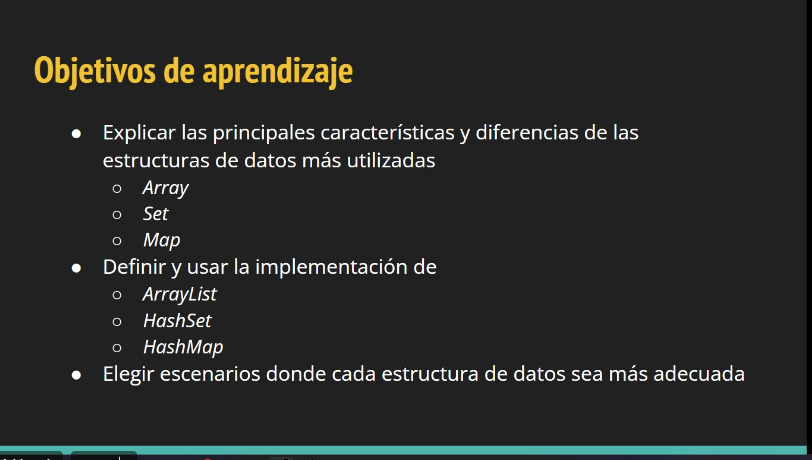 Objetivos de aprendizaje
● Explicar las principales características y diferencias de las
estructuras de datos más utilizadas
○ Array
○ Set
○ Map
● Definir y usar la implementación de
○ ArrayList
○ HashSet
○ HashMap
● Elegir escenarios donde cada estructura de datos sea más adecuada